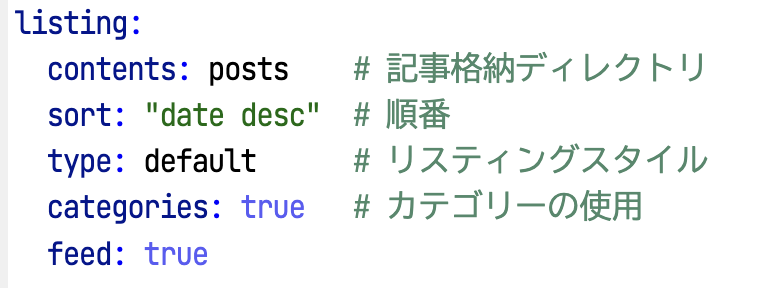 listing:
  contents: posts    # 記事格納ディレクトリ
  sort: "date desc"  # 順番
  type: default      # リスティングスタイル
  categories: true   # カテゴリーの使用
  feed: true